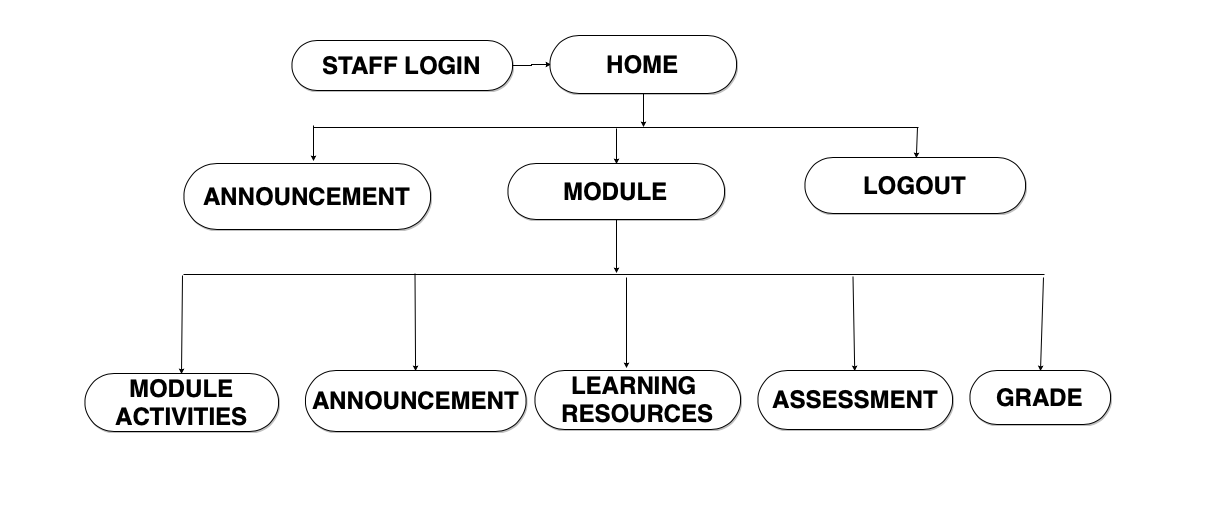 STAFF LOGIN
HOME
ANNOUNCEMENT
MODULE
LOGOUT
MODULE
ACTIVITIES
ANNOUNCEMENT
LEARNING
RESOURCES
ASSESSMENT
GRADE